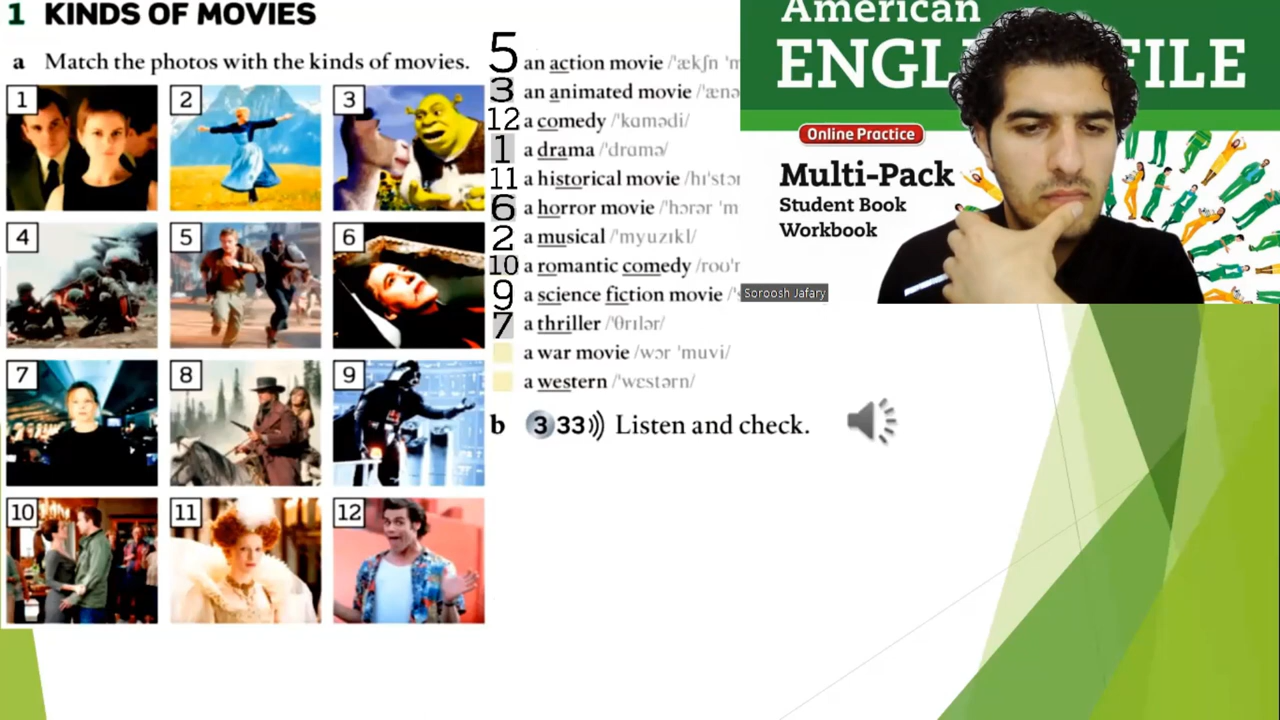 1 KINDS OF MOVIES
a Match the photos with the kinds of movies.
1
2
3
4
5
6
7
8
9
10
11
12
5 an action movie /ˈækʃn ˈm
3 an animated movie /ˈænə
12 a comedy /ˈkɑmədi/
1 a drama /ˈdrɑmə/
11 a historical movie /hɪˈstɔr
6 a horror movie /ˈhɔrər ˈm
2 a musical /ˈmyuzɪkl/
10 a romantic comedy /roʊˈr
9 a science fiction movie /ˈs
7 a thriller /ˈθrɪlər/
a war movie /wɔr ˈmuvi/
a western /ˈwɛstərn/
b 3 33)) Listen and check.
American
ENGL FILE
Online Practice
Multi-Pack
Student Book
Workbook
Soroosh Jafary